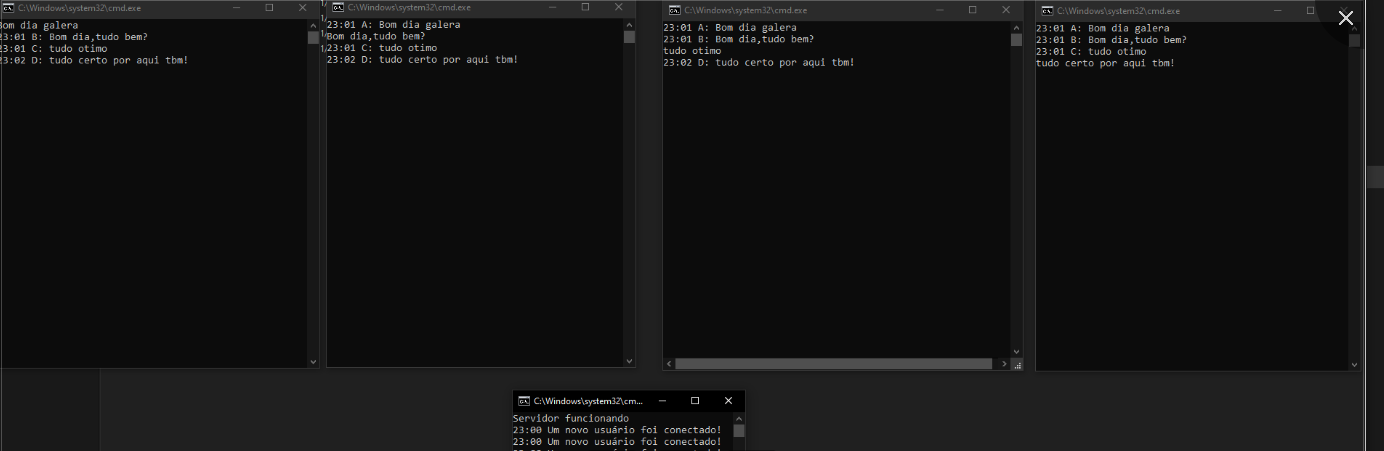 C:\Windows\system32\cmd.exe
Bom dia galera
23:01 B: Bom dia,tudo bem?
23:01 C: tudo otimo
23:02 D: tudo certo por aqui tbm!
C:\Windows\system32\cmd.exe
23:01 A: Bom dia galera
Bom dia,tudo bem?
23:01 C: tudo otimo
23:02 D: tudo certo por aqui tbm!
C:\Windows\system32\cmd.exe
23:01 A: Bom dia galera
23:01 B: Bom dia,tudo bem?
tudo otimo
23:02 D: tudo certo por aqui tbm!
C:\Windows\system32\cmd.exe
23:01 A: Bom dia galera
23:01 B: Bom dia,tudo bem?
23:01 C: tudo otimo
tudo certo por aqui tbm!
C:\Windows\system32\cm...
Servidor funcionando
23:00 Um novo usuário foi conectado!
23:00 Um novo usuário foi conectado!